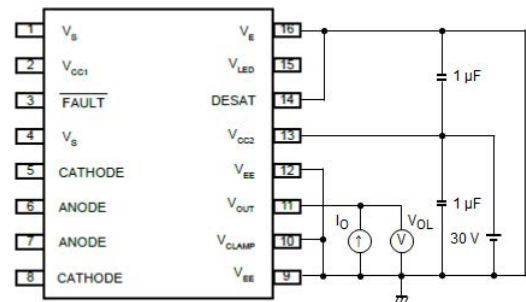 1 V_S V_E 16
2 V_CC1 V_LED 15
3 FAULT DESAT 14
4 V_S V_CC2 13
5 CATHODE V_EE 12
6 ANODE V_OUT 11
7 ANODE V_CLAMP 10
8 CATHODE V_EE 9
1 µF
1 µF
30 V
I_O
↑
V_OL
V